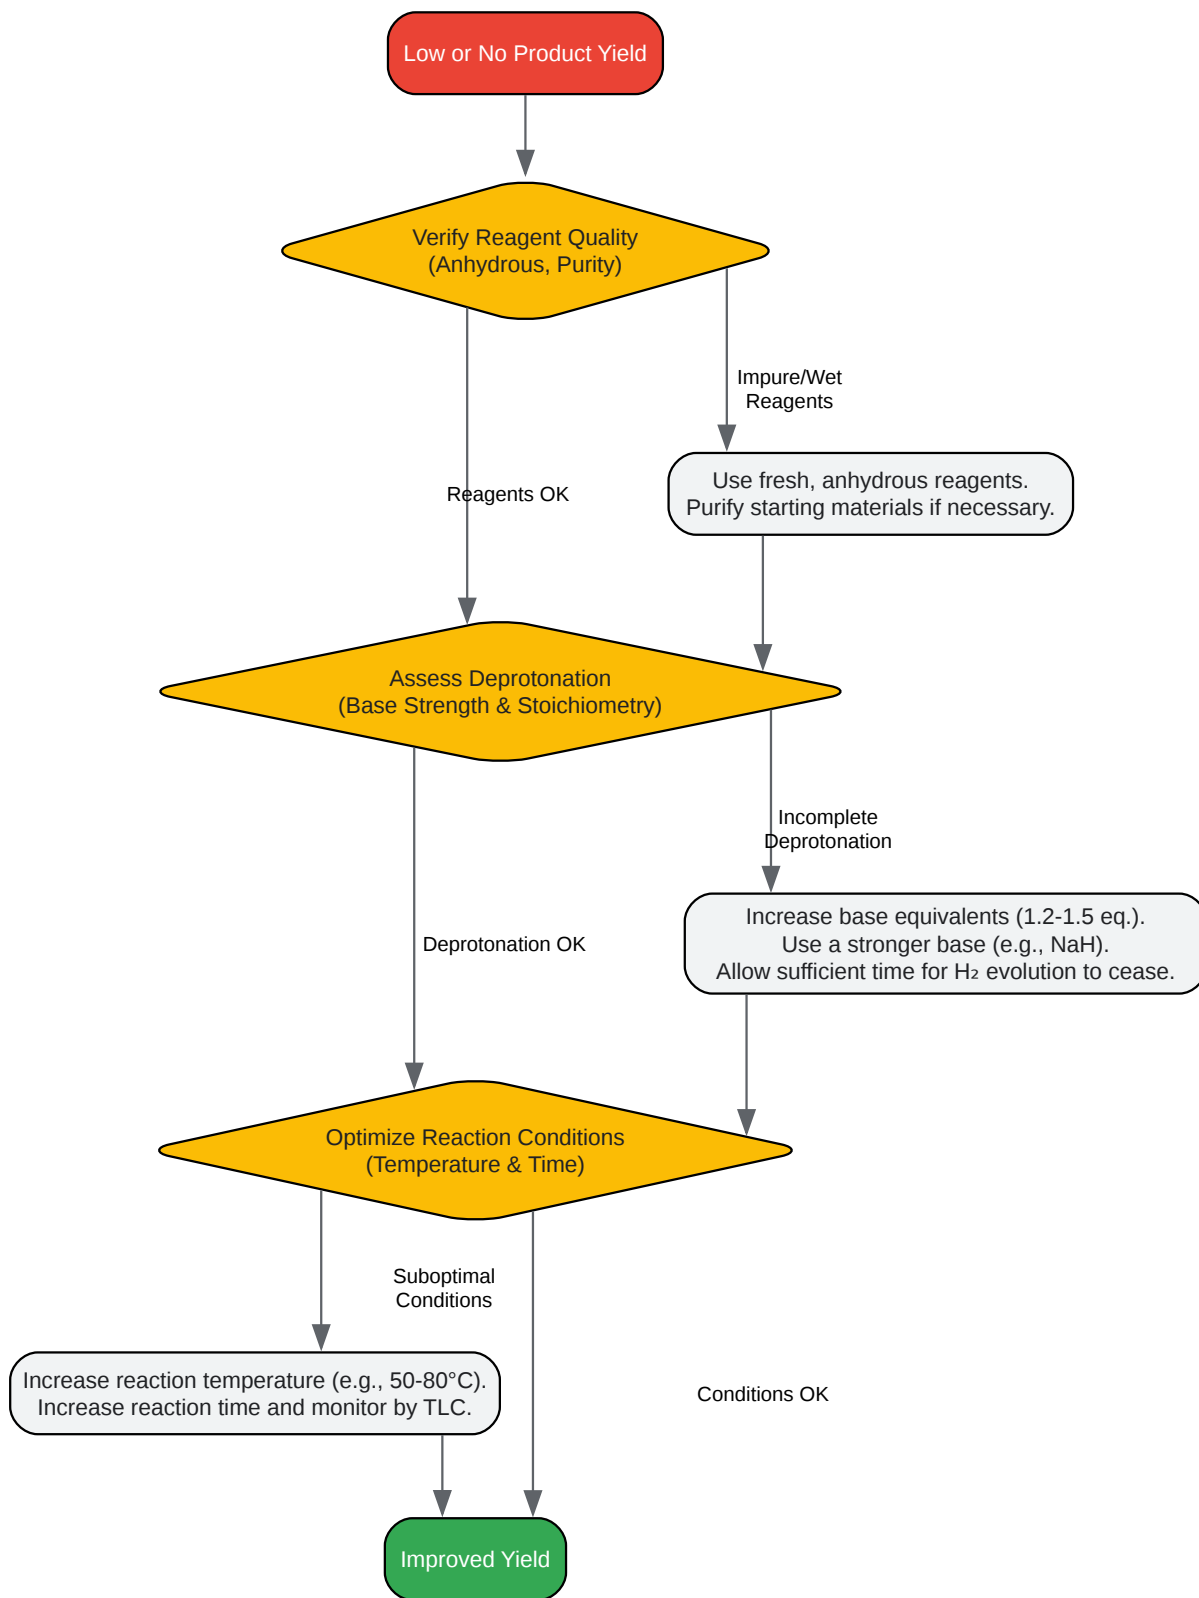 Low or No Product Yield
Verify Reagent Quality
(Anhydrous, Purity)
Impure/Wet
Reagents
Use fresh, anhydrous reagents.
Purify starting materials if necessary.
Reagents OK
Assess Deprotonation
(Base Strength & Stoichiometry)
Incomplete
Deprotonation
Increase base equivalents (1.2-1.5 eq.).
Use a stronger base (e.g., NaH).
Allow sufficient time for H₂ evolution to cease.
Deprotonation OK
Optimize Reaction Conditions
(Temperature & Time)
Suboptimal
Conditions
Increase reaction temperature (e.g., 50-80°C).
Increase reaction time and monitor by TLC.
Conditions OK
Improved Yield